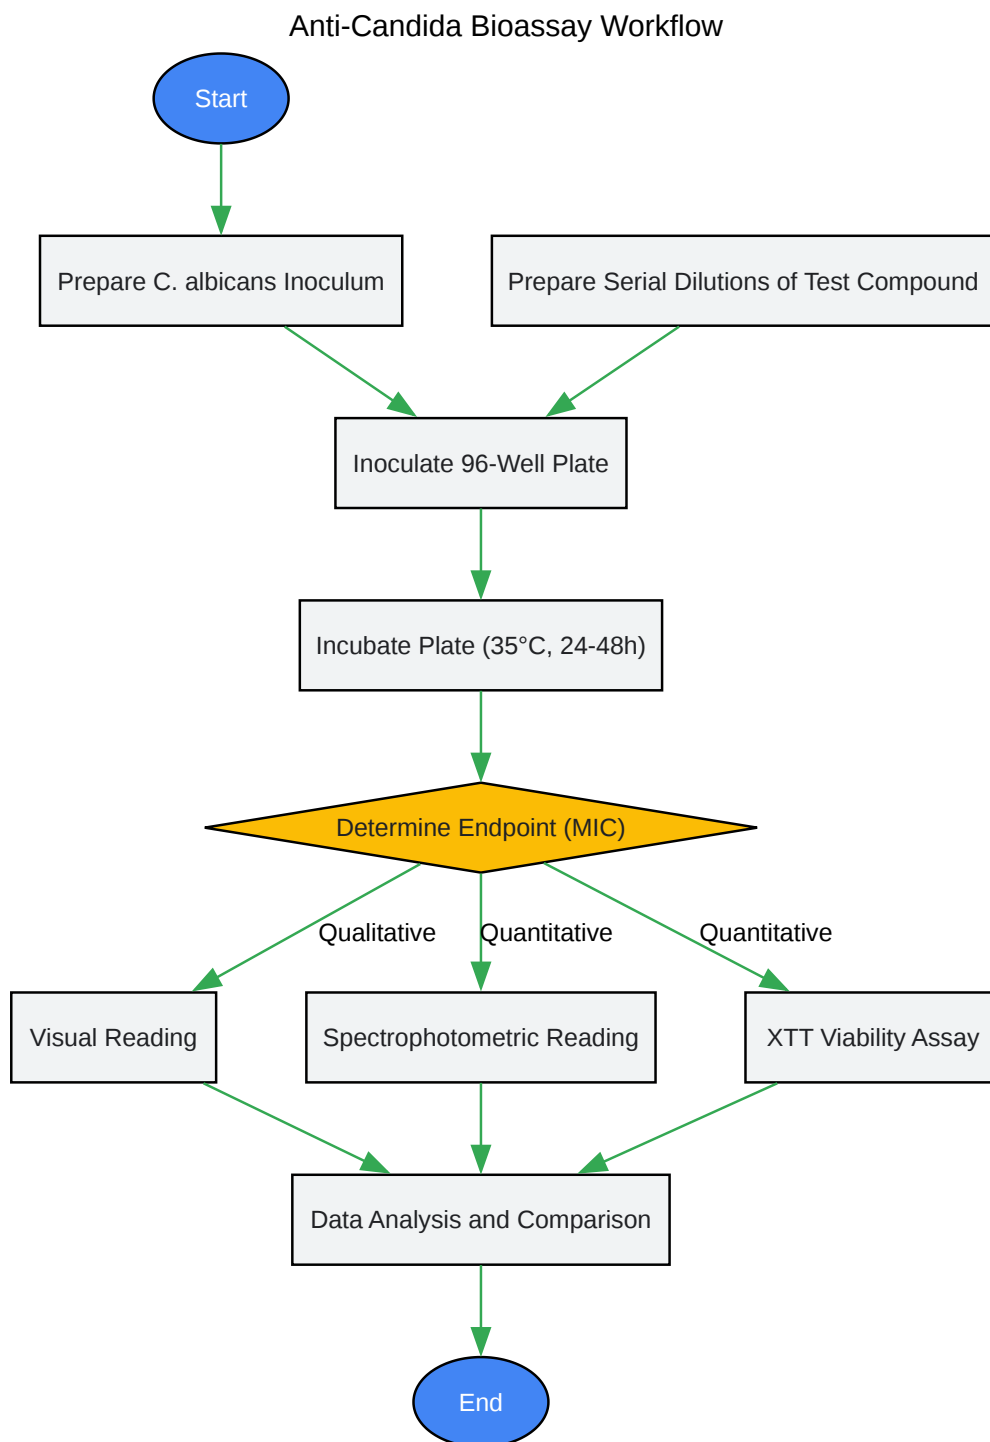 Anti-Candida Bioassay Workflow
Start
Prepare C. albicans Inoculum
Prepare Serial Dilutions of Test Compound
Inoculate 96-Well Plate
Incubate Plate (35°C, 24-48h)
Determine Endpoint (MIC)
Qualitative
Quantitative
Quantitative
Visual Reading
Spectrophotometric Reading
XTT Viability Assay
Data Analysis and Comparison
End